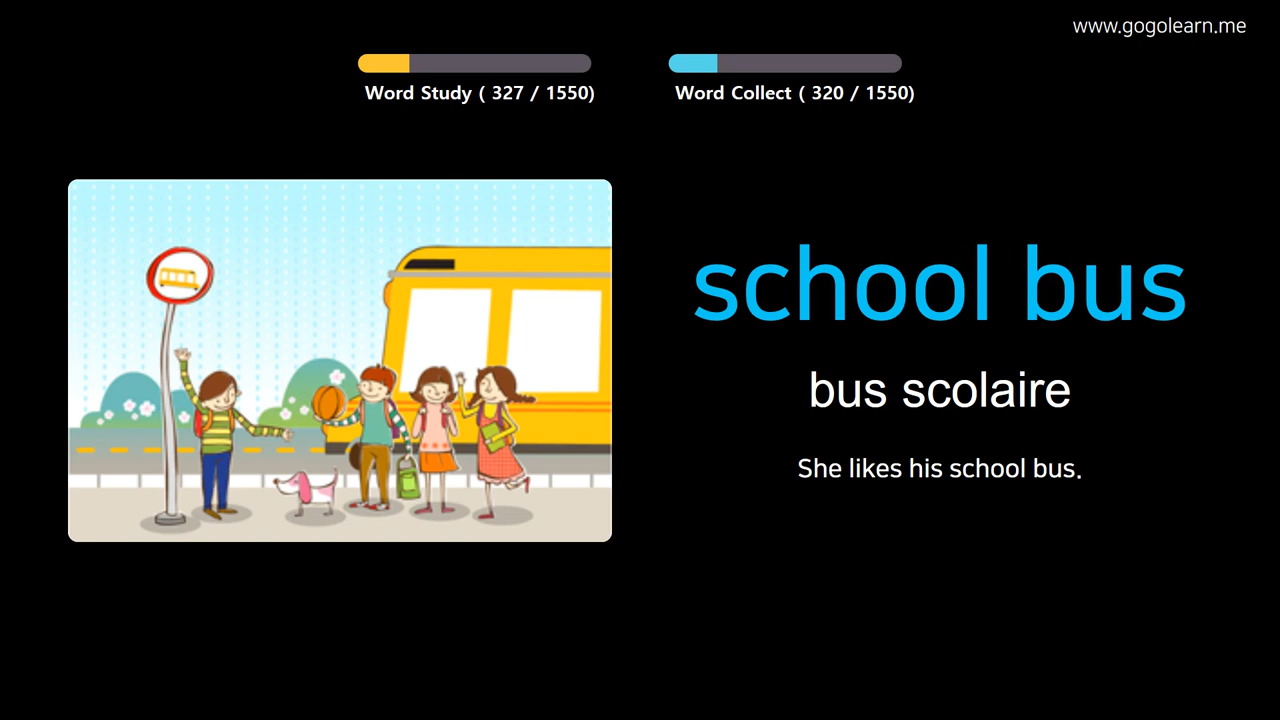 www.gogolearn.me
Word Study ( 327 / 1550)
Word Collect ( 320 / 1550)
school bus
bus scolaire
She likes his school bus.